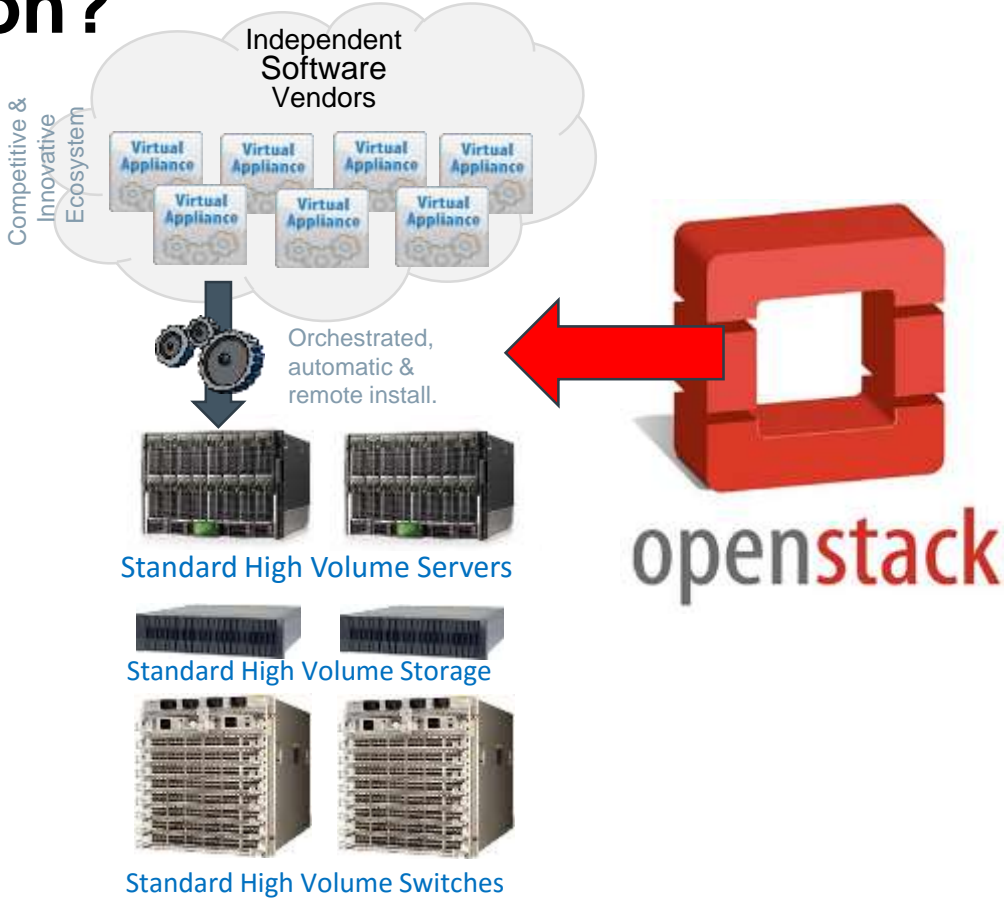 on?
Independent
Software
Vendors
Competitive &
Innovative
Ecosystem
Virtual
Appliance
Virtual
Appliance
Virtual
Appliance
Virtual
Appliance
Virtual
Appliance
Virtual
Appliance
Virtual
Appliance
Orchestrated,
automatic &
remote install.
Standard High Volume Servers
openstack
Standard High Volume Storage
Standard High Volume Switches